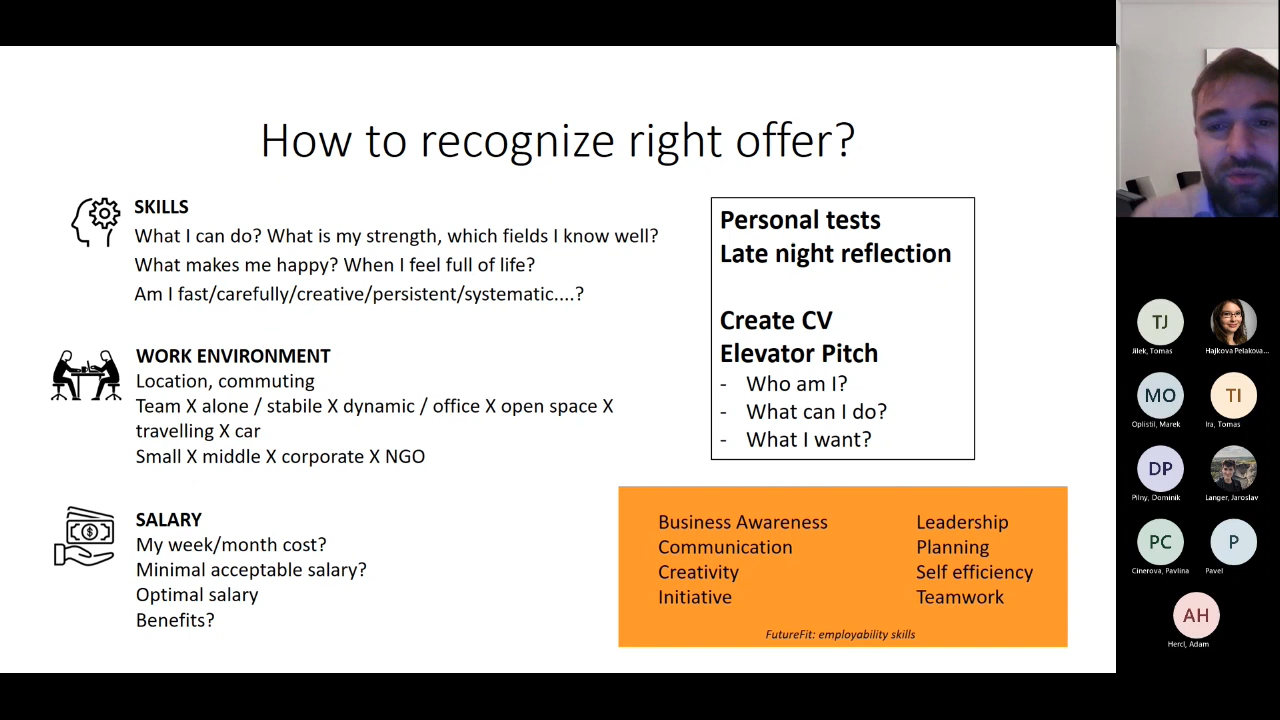 How to recognize right offer?
SKILLS
What I can do? What is my strength, which fields I know well?
What makes me happy? When I feel full of life?
Am I fast/carefully/creative/persistent/systematic....?
WORK ENVIRONMENT
Location, commuting
Team X alone / stabile X dynamic / office X open space X
travelling X car
Small X middle X corporate X NGO
SALARY
My week/month cost?
Minimal acceptable salary?
Optimal salary
Benefits?
Personal tests
Late night reflection
Create CV
Elevator Pitch
- Who am I?
- What can I do?
- What I want?
Business Awareness
Communication
Creativity
Initiative
Leadership
Planning
Self efficiency
Teamwork
FutureFit: employability skills
TJ
Jilek, Tomas
Hajkova Pelakova...
MO
Oplistil, Marek
TI
Ira, Tomas
DP
Pilny, Dominik
Langer, Jaroslav
PC
Cinerova, Pavlina
P
Pavel
AH
Hercl, Adam